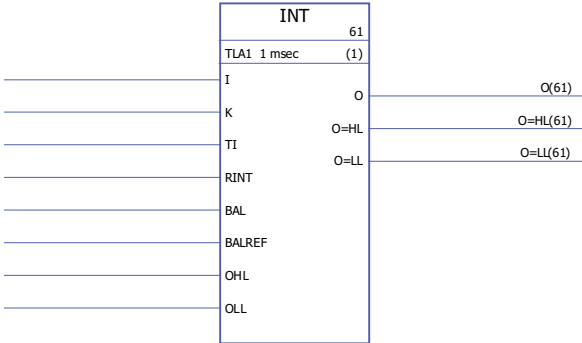 INT
61
TLA1 1 msec (1)
I
O O(61)
K
O=HL O=HL(61)
TI
O=LL O=LL(61)
RINT
BAL
BALREF
OHL
OLL